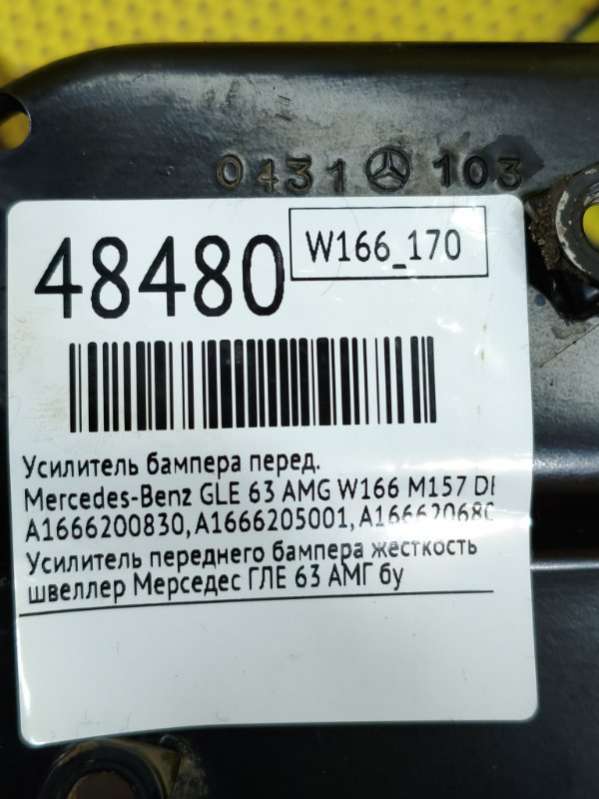 0431 103
48480
W166_170
Усилитель бампера перед.
Mercedes-Benz GLE 63 AMG W166 M157
A1666200830, A1666205001,
Усилитель переднего бампера жёсткость
швеллер Мерседес ГЛЕ 63 АМГ бу